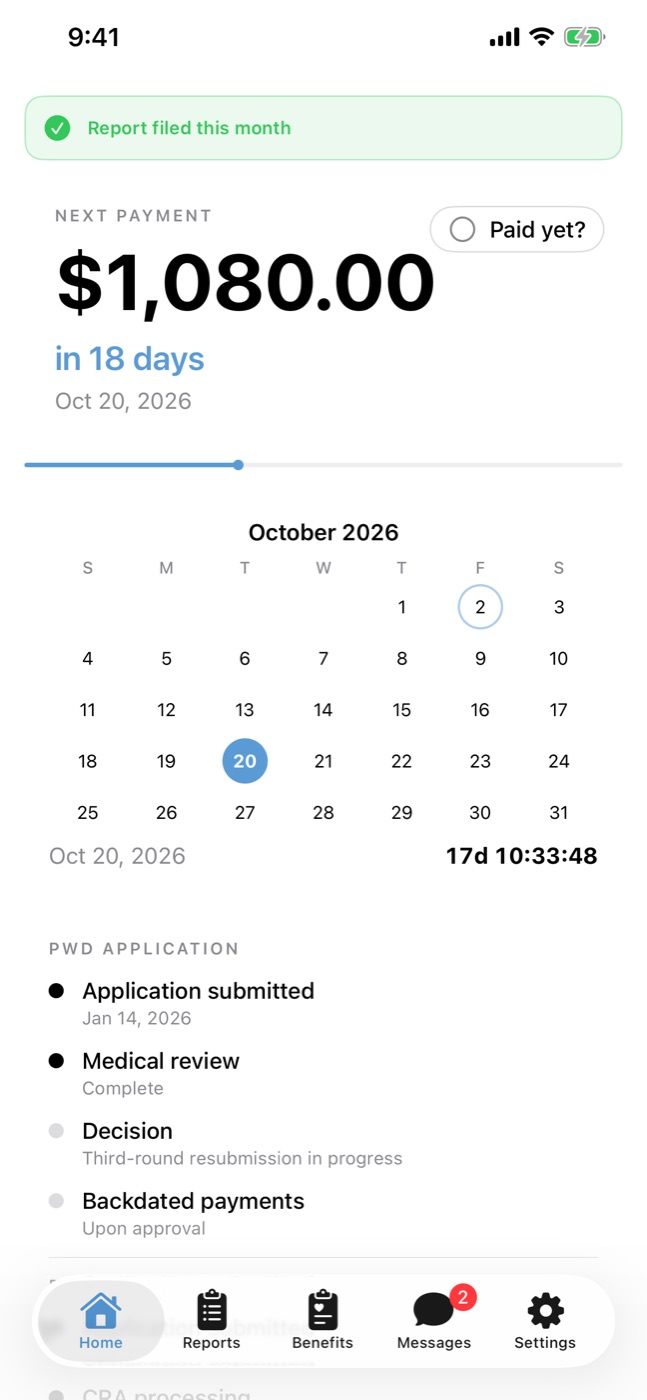 9:41
Report filed this month
NEXT PAYMENT
Paid yet?
$1,080.00
in 18 days
Oct 20, 2026
October 2026
S M T W T F S
1 2 3
4 5 6 7 8 9 10
11 12 13 14 15 16 17
18 19 20 21 22 23 24
25 26 27 28 29 30 31
Oct 20, 2026 17d 10:33:48
PWD APPLICATION
Application submitted
Jan 14, 2026
Medical review
Complete
Decision
Third-round resubmission in progress
Backdated payments
Upon approval
2
Home Reports Benefits Messages Settings
CRA processing